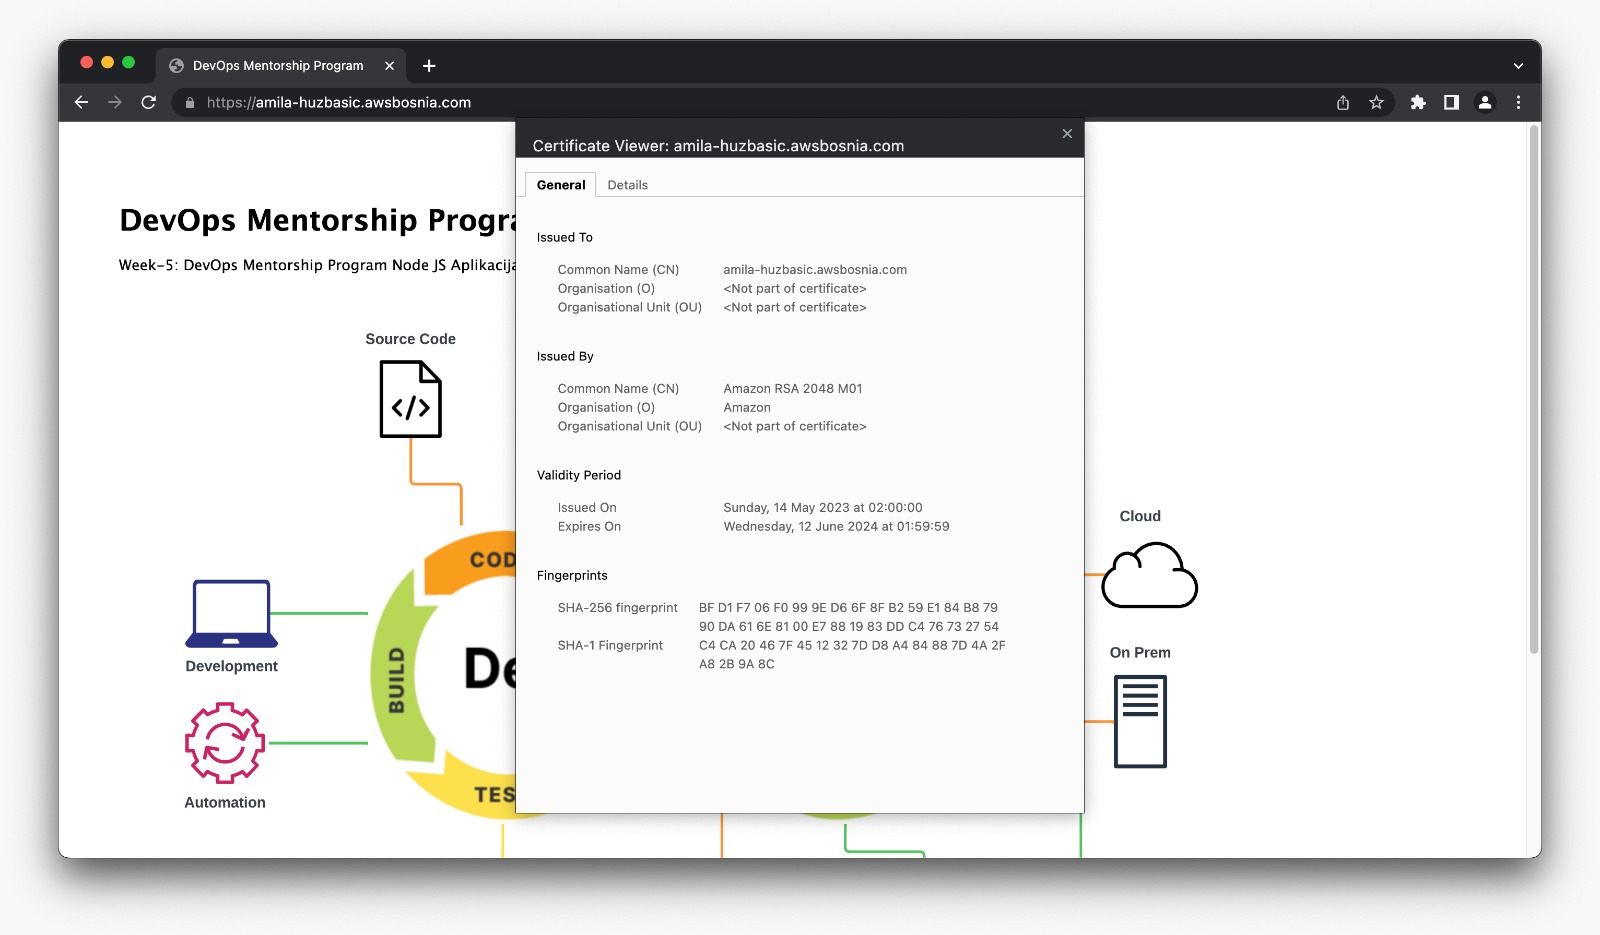 DevOps Mentorship Program
https://amila-huzbasic.awsbosnia.com
Certificate Viewer: amila-huzbasic.awsbosnia.com
General Details
Issued To
Common Name (CN) amila-huzbasic.awsbosnia.com
Organisation (O) <Not part of certificate>
Organisational Unit (OU) <Not part of certificate>
Issued By
Common Name (CN) Amazon RSA 2048 M01
Organisation (O) Amazon
Organisational Unit (OU) <Not part of certificate>
Validity Period
Issued On Sunday, 14 May 2023 at 02:00:00
Expires On Wednesday, 12 June 2024 at 01:59:59
Fingerprints
SHA-256 fingerprint BF D1 F7 06 F0 99 9E D6 6F 8F B2 59 E1 84 B8 79
90 DA 61 6E 81 00 E7 88 19 83 DD C4 76 73 27 54
SHA-1 Fingerprint C4 CA 20 46 7F 45 12 32 7D D8 A4 84 88 7D 4A 2F
A8 2B 9A 8C
DevOps Mentorship Progra
Week-5: DevOps Mentorship Program Node JS Aplikacija
Source Code
</>
COD
BUILD
De
TES
Development
Automation
Cloud
On Prem